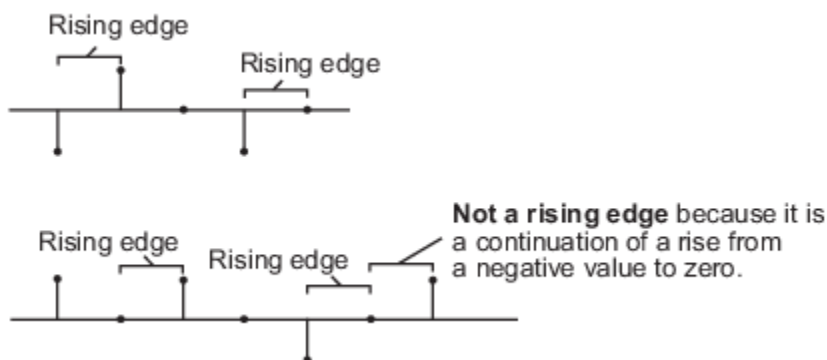 Rising edge
Rising edge
Not a rising edge because it is
a continuation of a rise from
a negative value to zero.
Rising edge
Rising edge